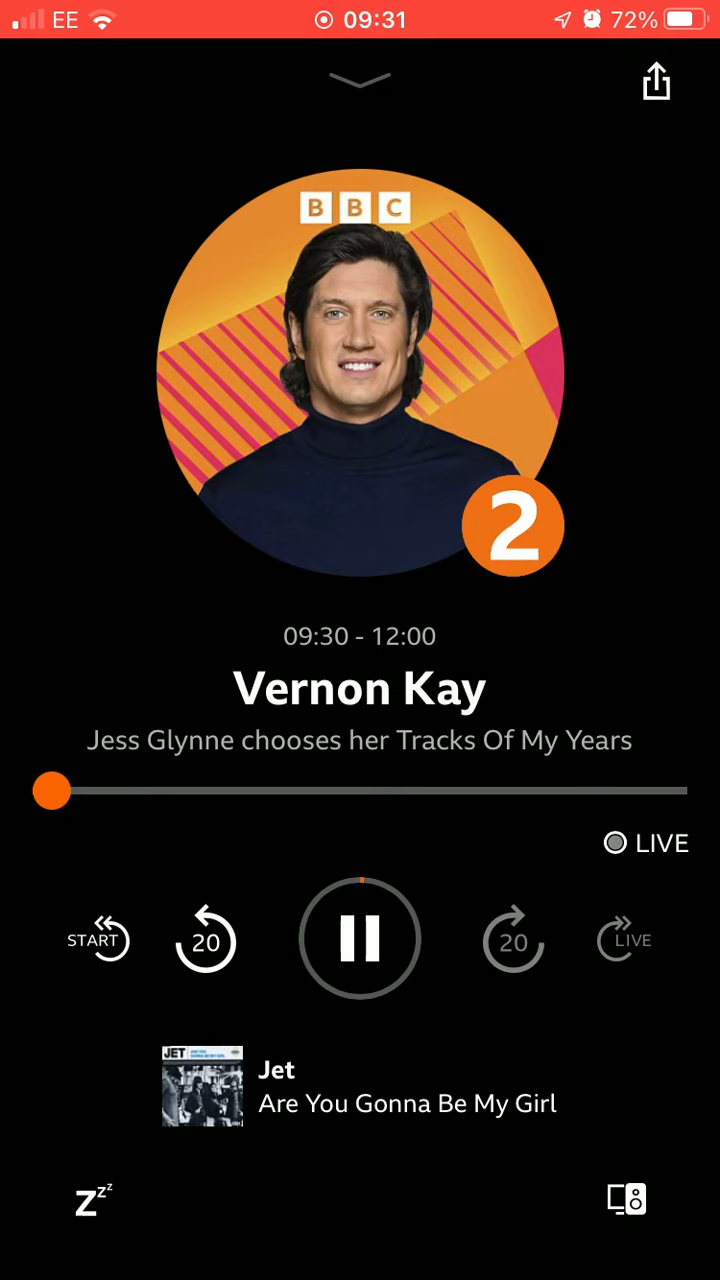 EE 09:31 72%
BBC
2
09:30 - 12:00
Vernon Kay
Jess Glynne chooses her Tracks Of My Years
LIVE
START 20 20 LIVE
JET
Jet
Are You Gonna Be My Girl
zzz